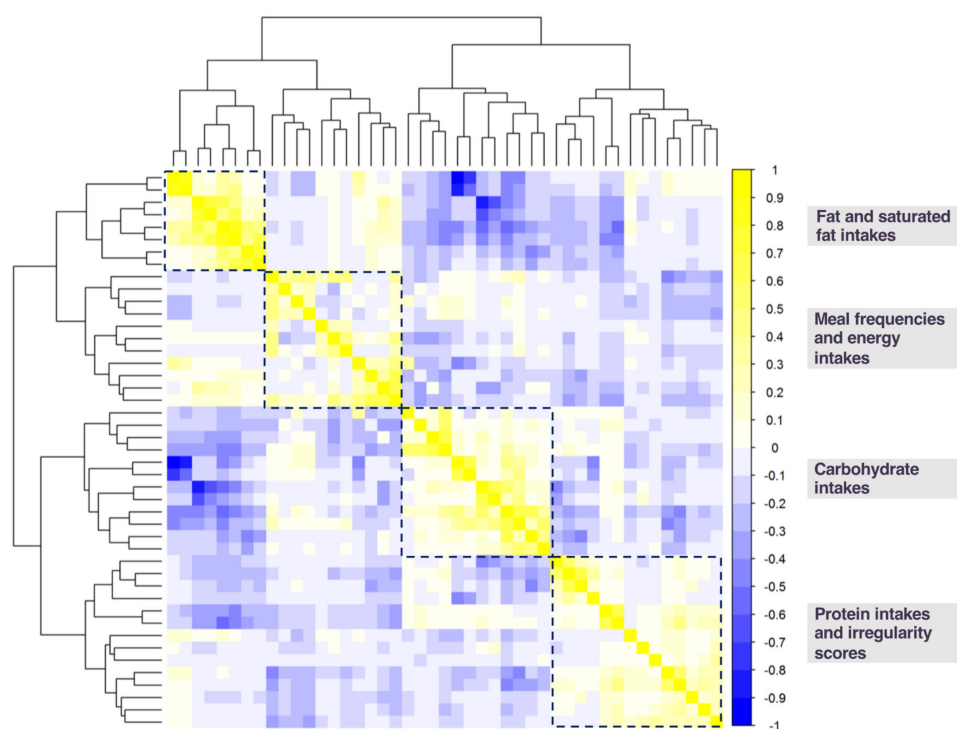 1
0.9
0.8
0.7
0.6
0.5
0.4
0.3
0.2
0.1
0
-0.1
-0.2
-0.3
-0.4
-0.5
-0.6
-0.7
-0.8
-0.9
-1
Fat and saturated
fat intakes
Meal frequencies
and energy
intakes
Carbohydrate
intakes
Protein intakes
and irregularity
scores